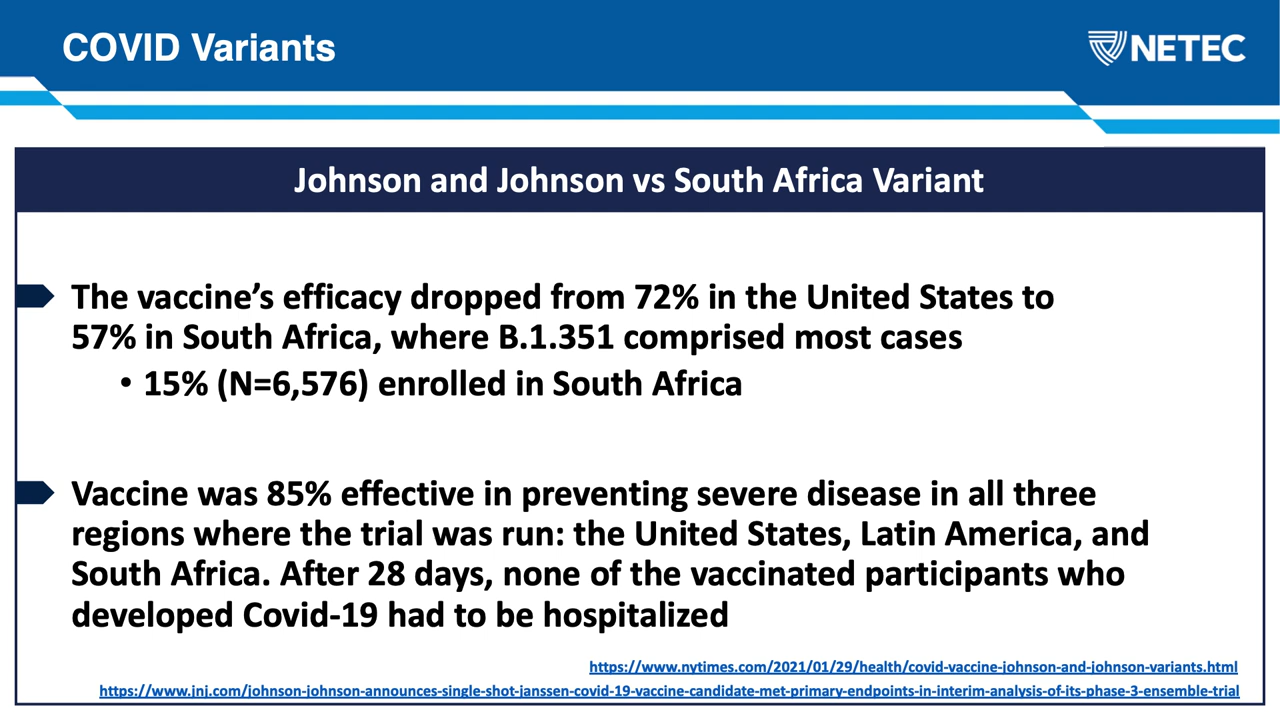 COVID Variants
NETEC
Johnson and Johnson vs South Africa Variant
The vaccine’s efficacy dropped from 72% in the United States to
57% in South Africa, where B.1.351 comprised most cases
• 15% (N=6,576) enrolled in South Africa
Vaccine was 85% effective in preventing severe disease in all three
regions where the trial was run: the United States, Latin America, and
South Africa. After 28 days, none of the vaccinated participants who
developed Covid-19 had to be hospitalized
https://www.nytimes.com/2021/01/29/health/covid-vaccine-johnson-and-johnson-variants.html
https://www.jnj.com/johnson-johnson-announces-single-shot-janssen-covid-19-vaccine-candidate-met-primary-endpoints-in-interim-analysis-of-its-phase-3-ensemble-trial